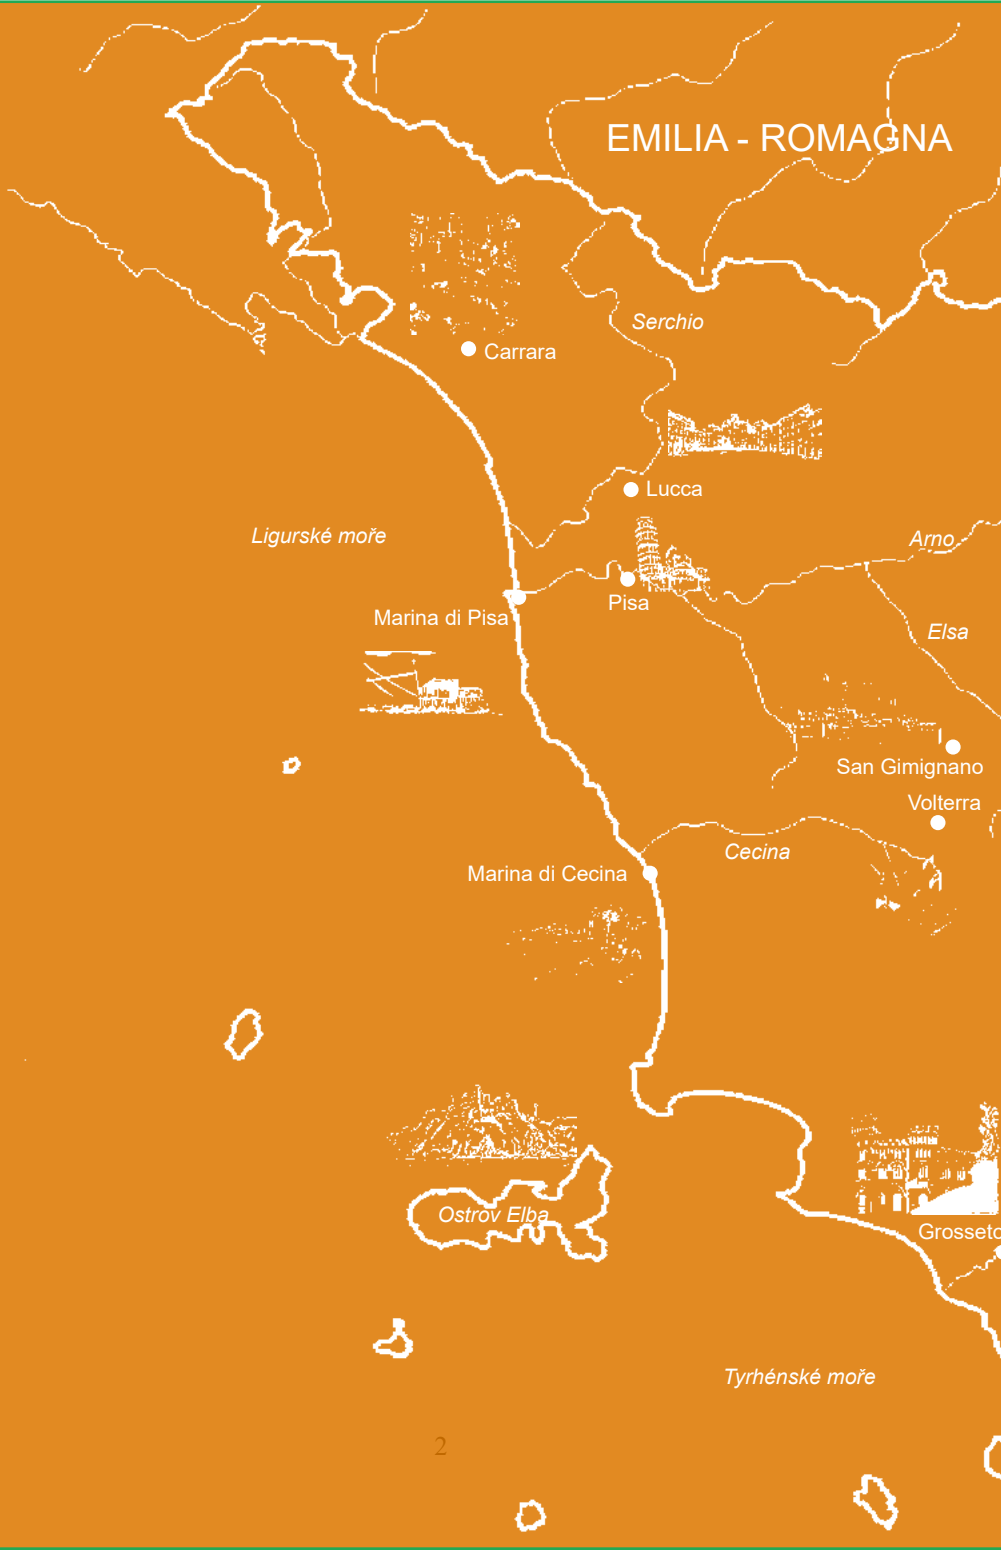 EMILIA - ROMAGNA
Serchio
Carrara
Lucca
Ligurské moře
Arno
Pisa
Marina di Pisa
Elsa
San Gimignano
Volterra
Cecina
Marina di Cecina
Ostrov Elba
Grosseto
Tyrhénské moře
2